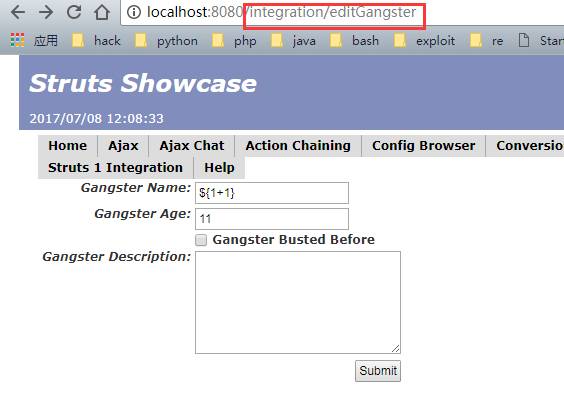 localhost:8080/integration/editGangster
应用 hack python php java bash exploit re Star
Struts Showcase
2017/07/08 12:08:33
Home Ajax Ajax Chat Action Chaining Config Browser Conversio
Struts 1 Integration Help
Gangster Name: ${1+1}
Gangster Age: 11
Gangster Busted Before
Gangster Description:
Submit